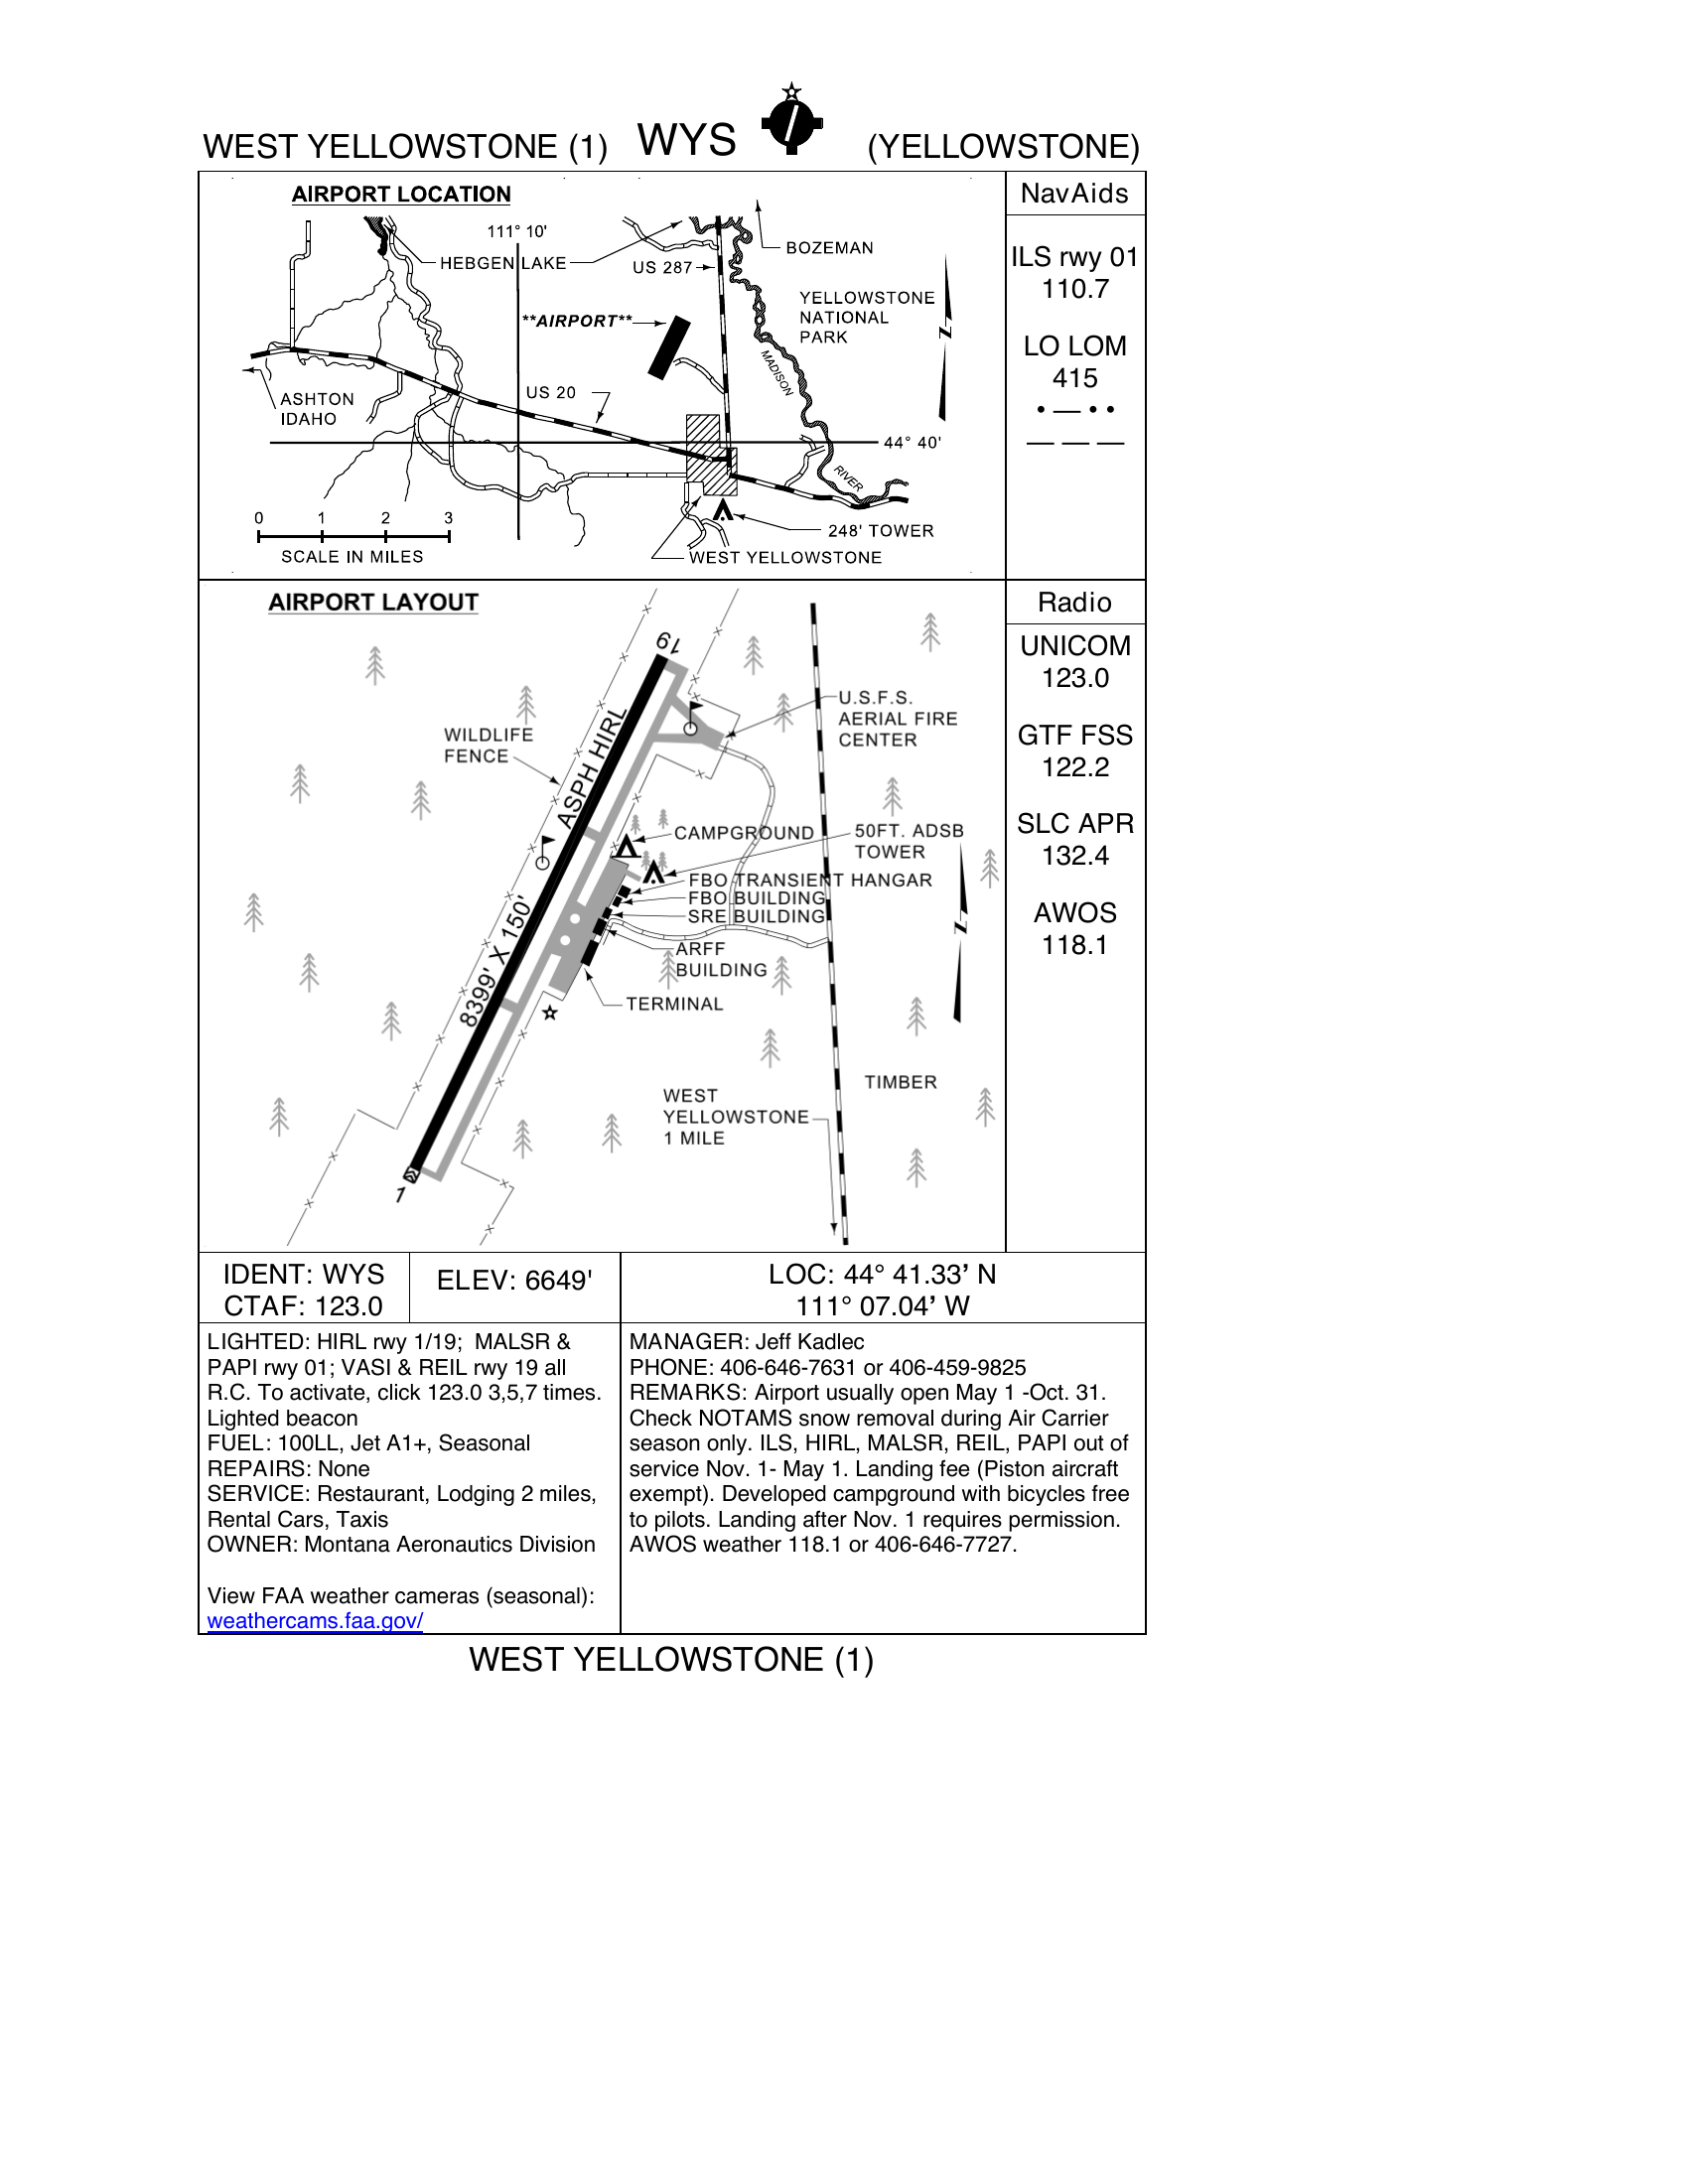 WEST YELLOWSTONE (1) WYS (YELLOWSTONE)
AIRPORT LOCATION
111° 10'
HEBGEN LAKE
US 287
BOZEMAN
YELLOWSTONE
NATIONAL
PARK
**AIRPORT**
MADISON
RIVER
N
ASHTON
IDAHO
US 20
44° 40'
0 1 2 3
SCALE IN MILES
248' TOWER
WEST YELLOWSTONE
NavAids
ILS rwy 01
110.7
LO LOM
415
• — • •
— — —
AIRPORT LAYOUT
19
WILDLIFE
FENCE
ASPH HIRL
8399' X 150'
1
U.S.F.S.
AERIAL FIRE
CENTER
CAMPGROUND
50FT. ADSB
TOWER
FBO TRANSIENT HANGAR
FBO BUILDING
SRE BUILDING
ARFF
BUILDING
TERMINAL
N
TIMBER
WEST
YELLOWSTONE
1 MILE
Radio
UNICOM
123.0
GTF FSS
122.2
SLC APR
132.4
AWOS
118.1
IDENT: WYS
CTAF: 123.0
ELEV: 6649'
LOC: 44° 41.33’ N
111° 07.04’ W
LIGHTED: HIRL rwy 1/19; MALSR &
PAPI rwy 01; VASI & REIL rwy 19 all
R.C. To activate, click 123.0 3,5,7 times.
Lighted beacon
FUEL: 100LL, Jet A1+, Seasonal
REPAIRS: None
SERVICE: Restaurant, Lodging 2 miles,
Rental Cars, Taxis
OWNER: Montana Aeronautics Division
View FAA weather cameras (seasonal):
weathercams.faa.gov/
MANAGER: Jeff Kadlec
PHONE: 406-646-7631 or 406-459-9825
REMARKS: Airport usually open May 1 -Oct. 31.
Check NOTAMS snow removal during Air Carrier
season only. ILS, HIRL, MALSR, REIL, PAPI out of
service Nov. 1- May 1. Landing fee (Piston aircraft
exempt). Developed campground with bicycles free
to pilots. Landing after Nov. 1 requires permission.
AWOS weather 118.1 or 406-646-7727.
WEST YELLOWSTONE (1)